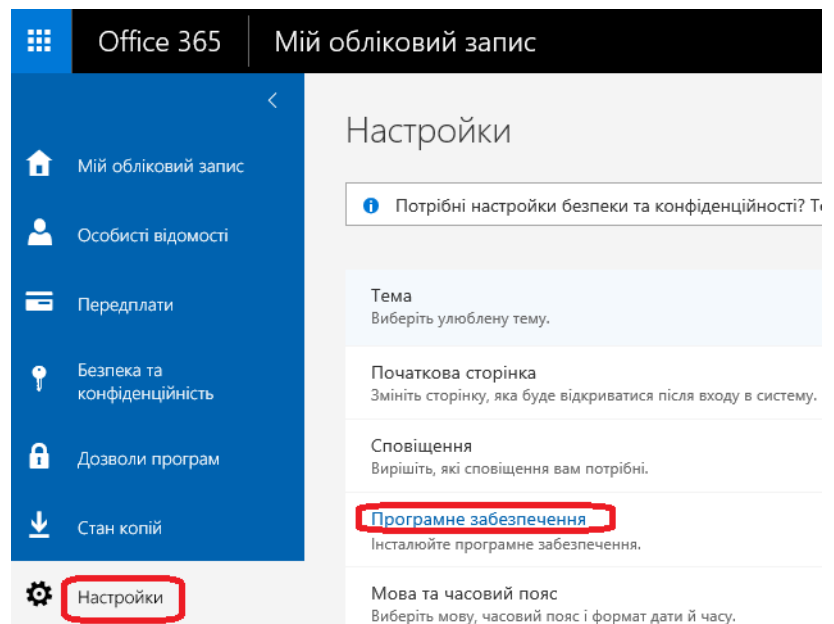 Office 365
Мій обліковий запис
Мій обліковий запис
Особисті відомості
Передплати
Безпека та
конфіденційність
Дозволи програм
Стан копій
Настройки
Настройки
Потрібні настройки безпеки та конфіденційності?
Тема
Виберіть улюблену тему.
Початкова сторінка
Змініть сторінку, яка буде відкриватися після входу в систему.
Сповіщення
Вирішіть, які сповіщення вам потрібні.
Програмне забезпечення
Інсталюйте програмне забезпечення.
Мова та часовий пояс
Виберіть мову, часовий пояс і формат дати й часу.